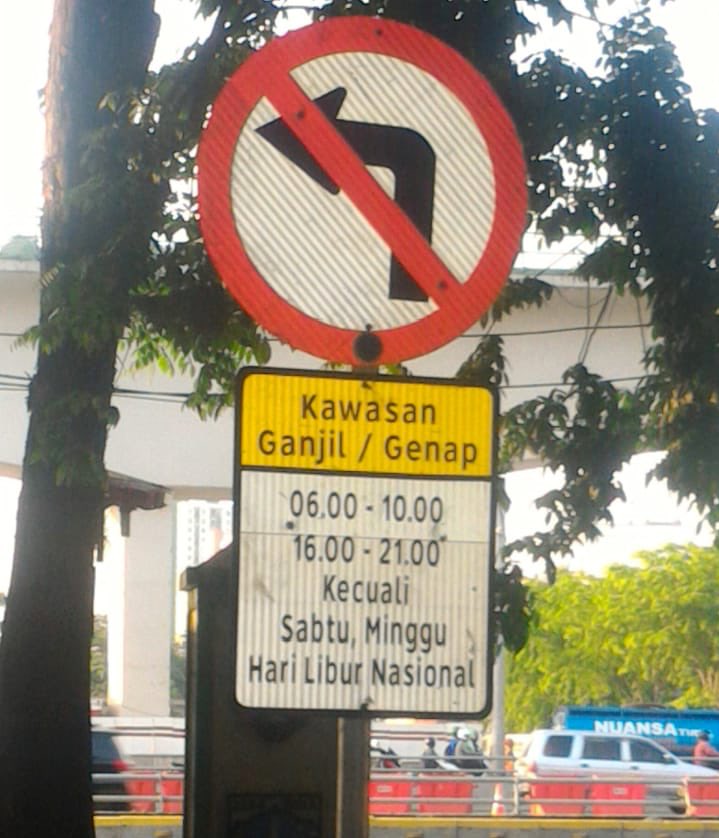 Kawasan
Ganjil / Genap
06.00 - 10.00
16.00 - 21.00
Kecuali
Sabtu, Minggu
Hari Libur Nasional
NUANSA